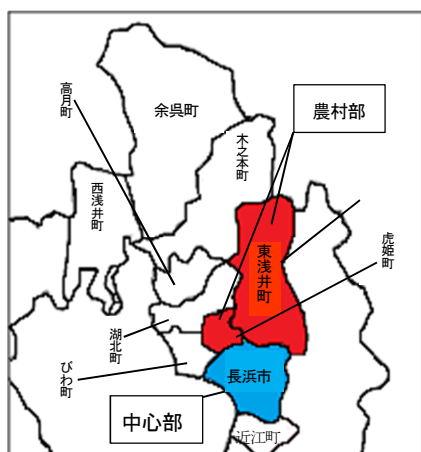 高月町
余呉町
農村部
木之本町
西浅井町
東浅井町
虎姫町
湖北町
びわ町
長浜市
中心部
近江町